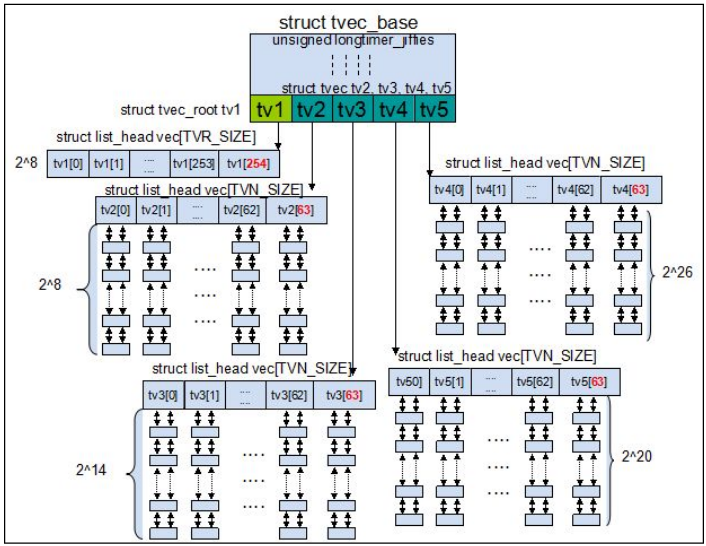 struct tvec_base
unsigned longtimer_jffies
struct tvec tv2, tv3, tv4, tv5
struct tvec_root tv1
tv1 tv2 tv3 tv4 tv5
struct list_head vec[TVR_SIZE]
2^8
tv1[0] tv1[1] .... .... tv1[253] tv1[254]
struct list_head vec[TVN_SIZE]
tv2[0] tv2[1] .... .... tv2[62] tv2[63]
....
....
....
2^8
struct list_head vec[TVN_SIZE]
tv4[0] tv4[1] .... .... tv4[62] tv4[63]
....
....
....
2^26
struct list_head vec[TVN_SIZE]
tv3[0] tv3[1] .... .... tv3[62] tv3[63]
....
....
....
2^14
struct list_head vec[TVN_SIZE]
tv50] tv5[1] .... .... tv5[62] tv5[63]
....
....
....
2^20